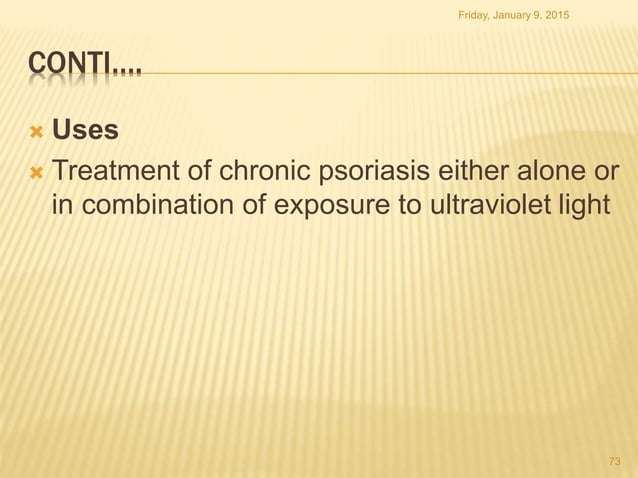 Friday, January 9, 2015
CONTI....
Uses
Treatment of chronic psoriasis either alone or
in combination of exposure to ultraviolet light
73